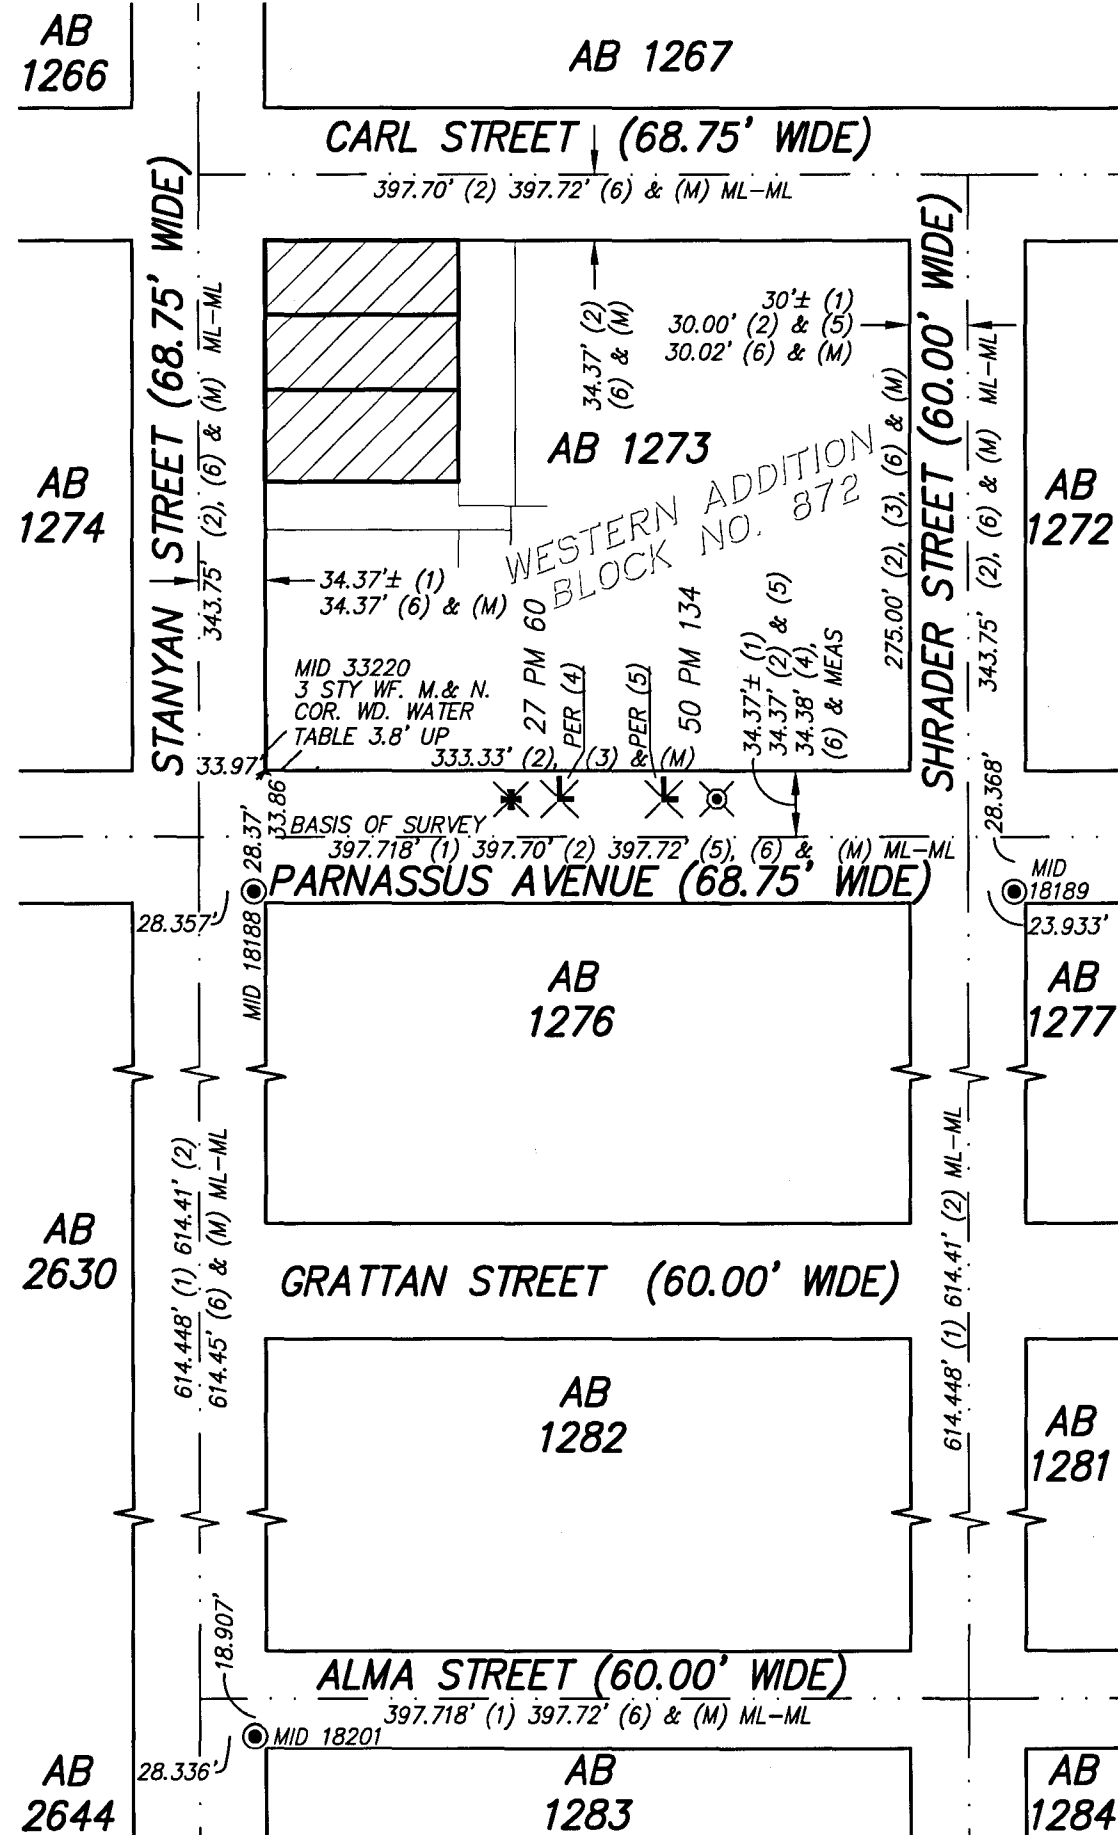 AB
1266
AB 1267
CARL STREET (68.75' WIDE)
397.70' (2) 397.72' (6) & (M) ML-ML
STANYAN STREET (68.75' WIDE)
343.75' (2), (6) & (M) ML-ML
34.37' (2)
(6) & (M)
30'± (1)
30.00' (2) & (5)
30.02' (6) & (M)
SHRADER STREET (60.00' WIDE)
275.00' (2), (3), (6) & (M)
343.75' (2), (6) & (M) ML-ML
AB 1273
WESTERN ADDITION
BLOCK NO. 872
AB
1274
AB
1272
34.37'± (1)
34.37' (6) & (M)
27 PM 60
PER (4)
PER (5)
50 PM 134
34.37'± (1)
34.37' (2) & (5)
34.38' (4),
(6) & MEAS
MID 33220
3 STY WF. M.& N.
COR. WD. WATER
TABLE 3.8' UP
333.33' (2), (3) & (M)
33.97'
33.86'
28.37'
28.368'
L
L
BASIS OF SURVEY
397.718' (1) 397.70' (2) 397.72' (5), (6) & (M) ML-ML
PARNASSUS AVENUE (68.75' WIDE)
MID
18189
28.357'
23.933'
MID 18188
AB
1276
AB
1277
614.448' (1) 614.41' (2)
614.45' (6) & (M) ML-ML
614.448' (1) 614.41' (2) ML-ML
AB
2630
GRATTAN STREET (60.00' WIDE)
AB
1282
AB
1281
18.907'
ALMA STREET (60.00' WIDE)
397.718' (1) 397.72' (6) & (M) ML-ML
MID 18201
28.336'
AB
2644
AB
1283
AB
1284